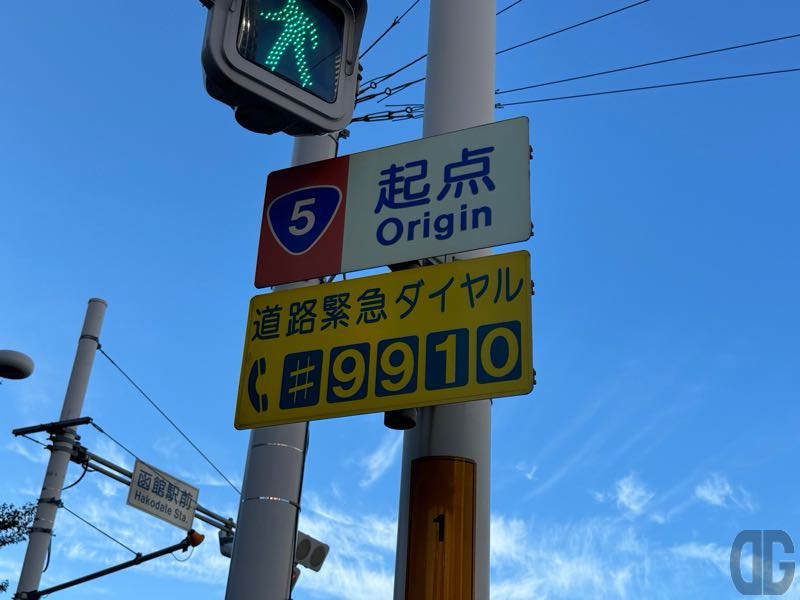 5
起点
Origin
道路緊急ダイヤル
#9910
函館駅前
Hakodate Sta.
1
DG